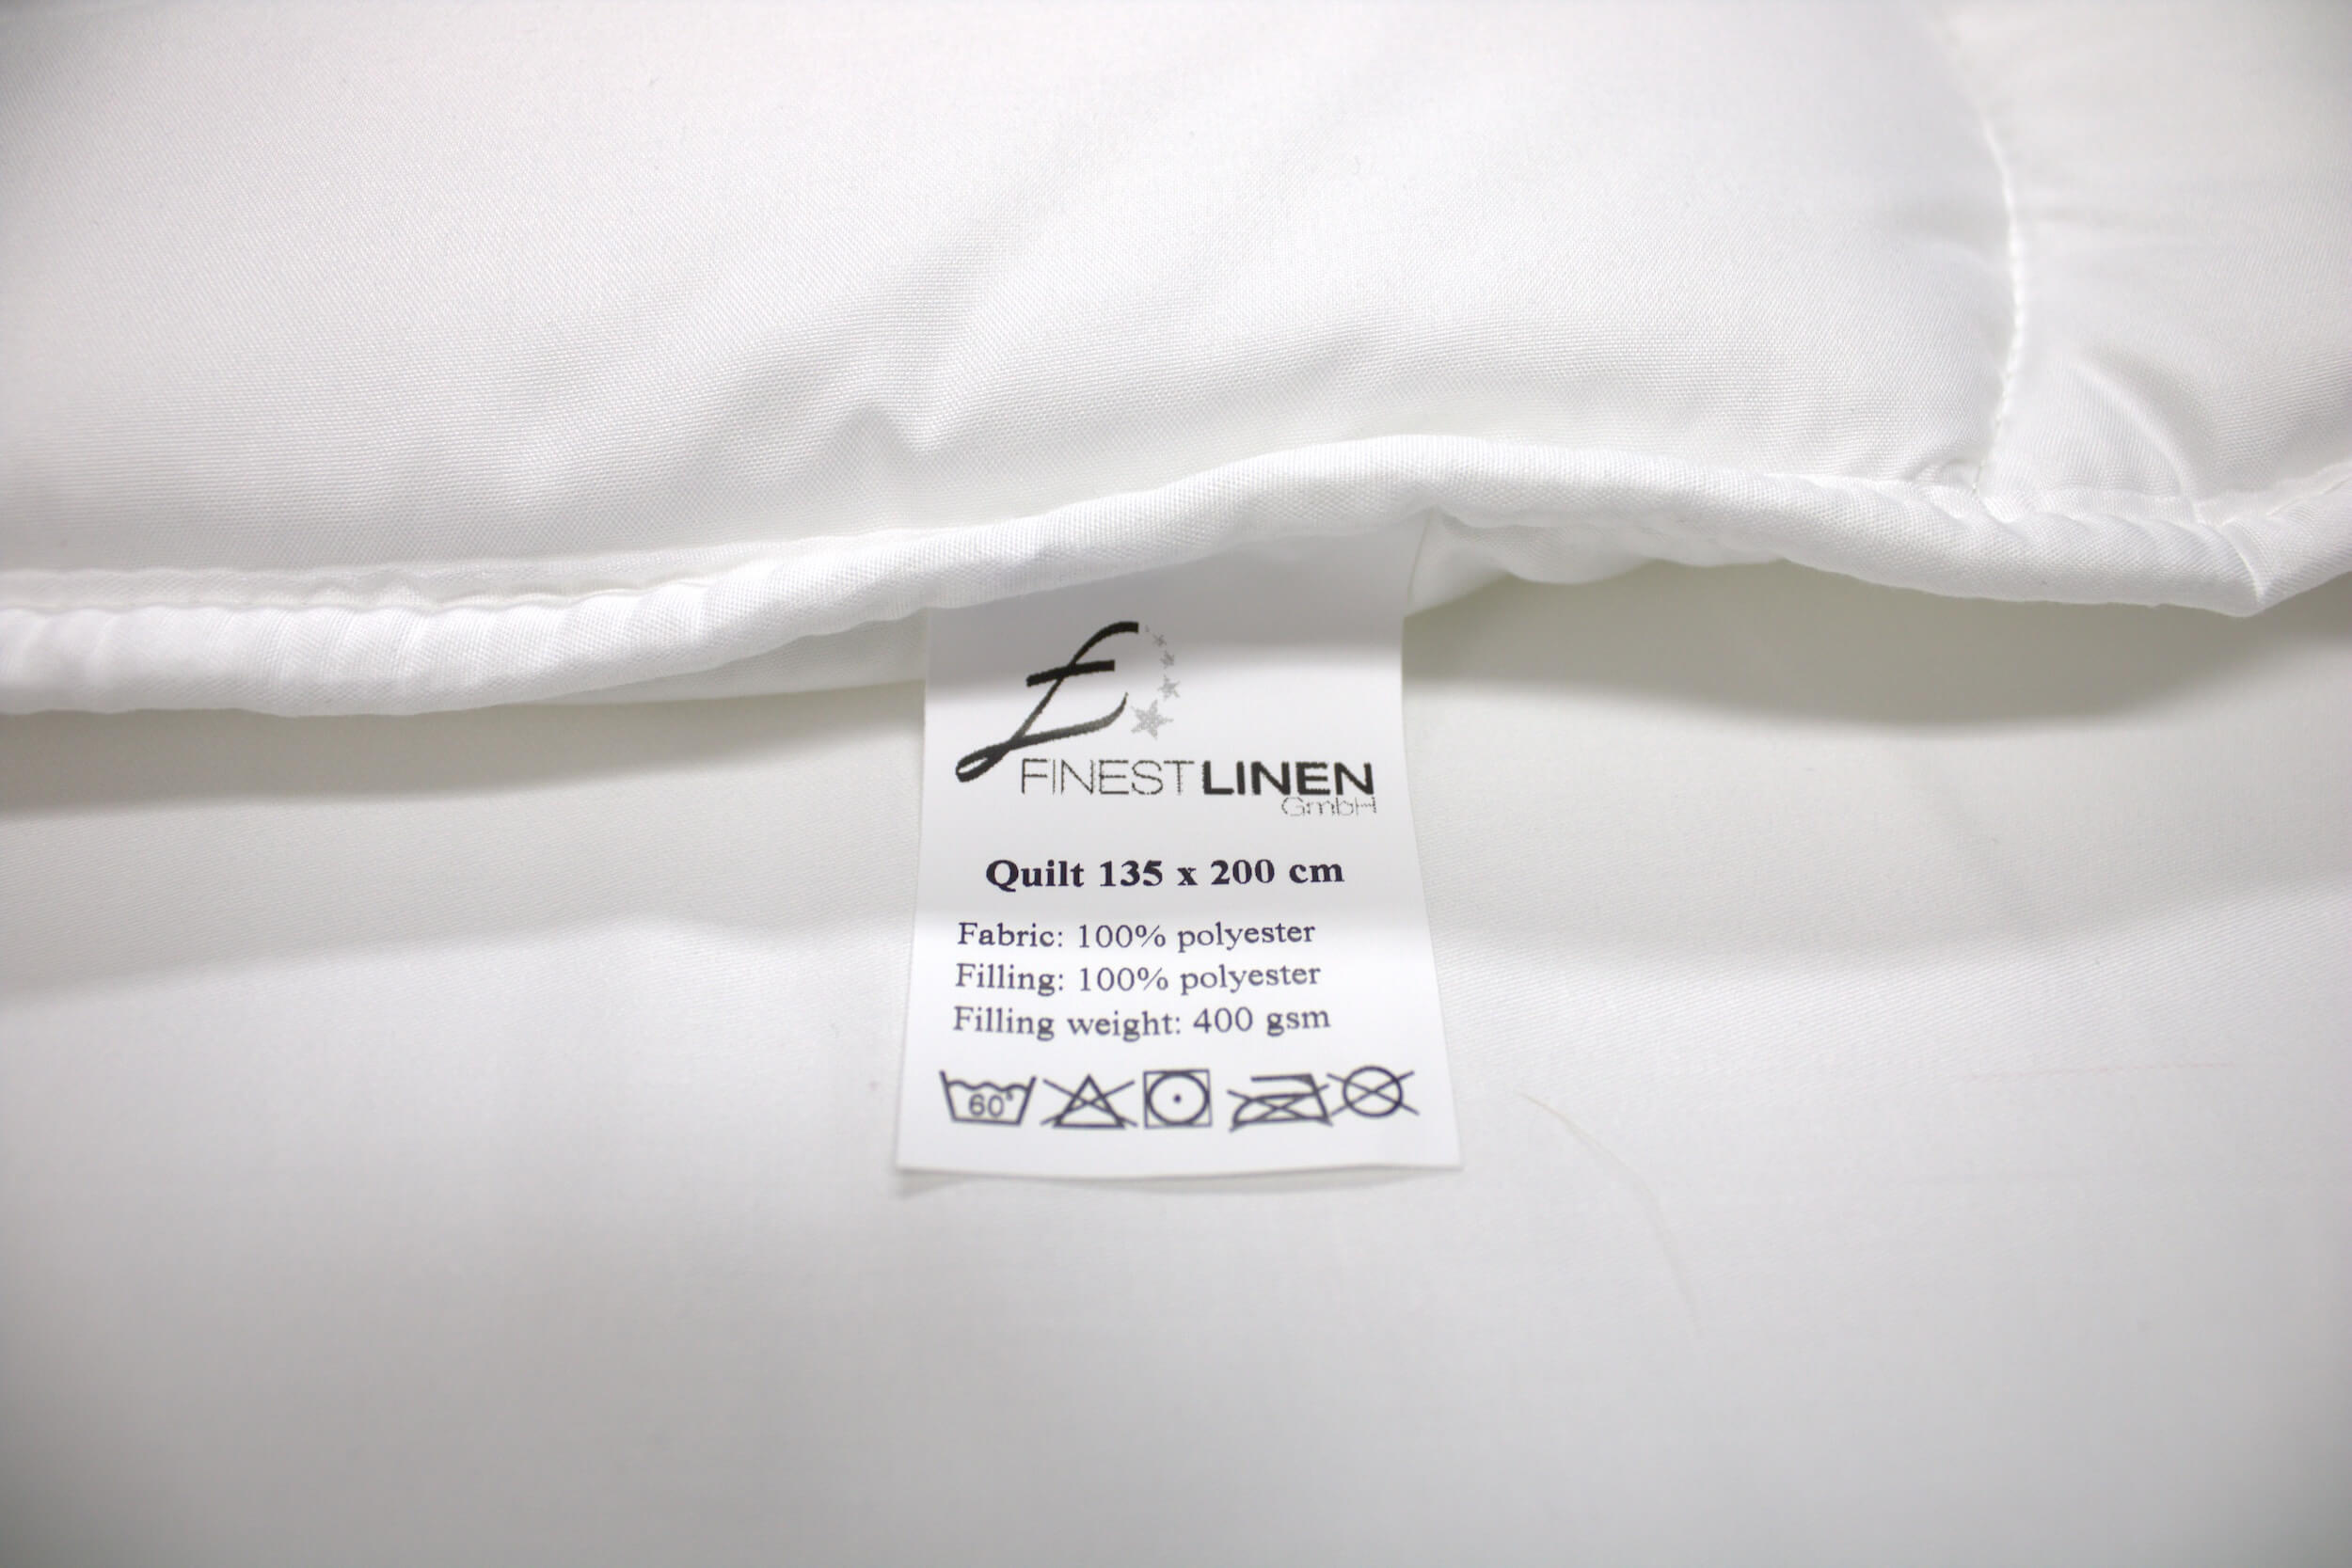 FINESTLINEN
GmbH
Quilt 135 x 200 cm
Fabric: 100% polyester
Filling: 100% polyester
Filling weight: 400 gsm
60°